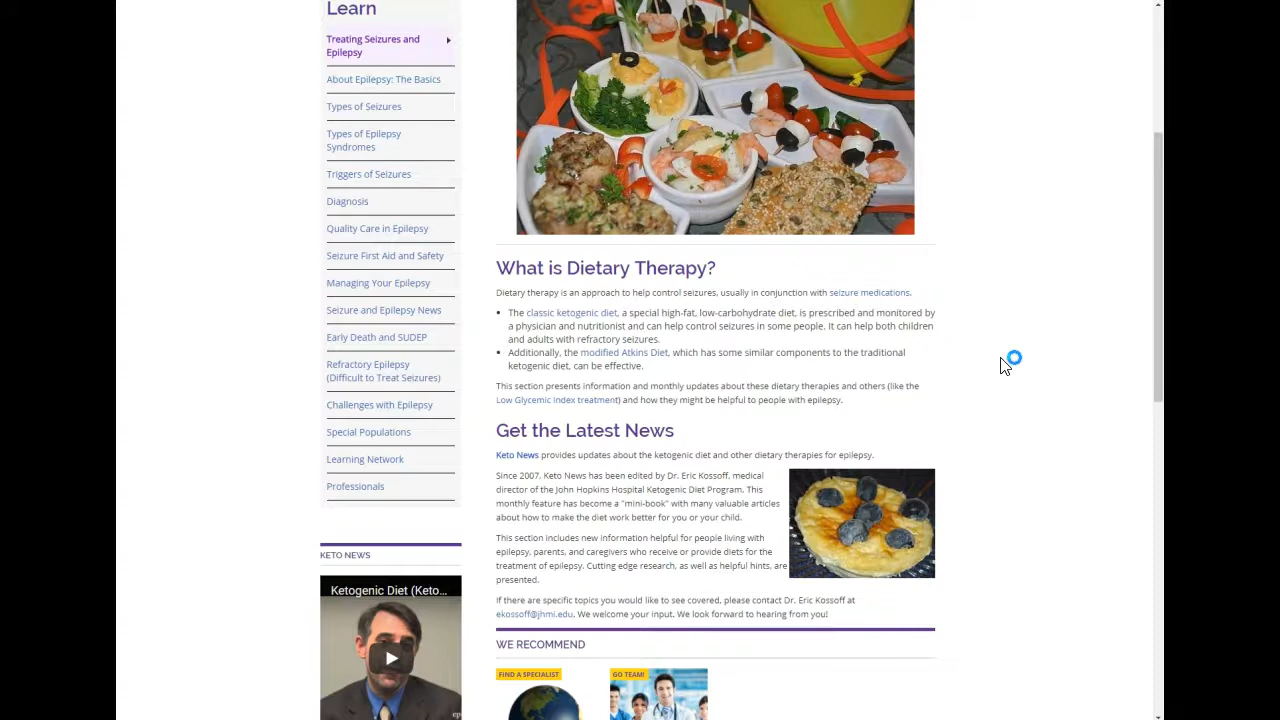 Learn
Treating Seizures and
Epilepsy
About Epilepsy: The Basics
Types of Seizures
Types of Epilepsy
Syndromes
Triggers of Seizures
Diagnosis
Quality Care in Epilepsy
Seizure First Aid and Safety
Managing Your Epilepsy
Seizure and Epilepsy News
Early Death and SUDEP
Refractory Epilepsy
(Difficult to Treat Seizures)
Challenges with Epilepsy
Special Populations
Learning Network
Professionals
KETO NEWS
Ketogenic Diet (Keto...
What is Dietary Therapy?
Dietary therapy is an approach to help control seizures, usually in conjunction with seizure medications.
• The classic ketogenic diet, a special high-fat, low-carbohydrate diet, is prescribed and monitored by
a physician and nutritionist and can help control seizures in some people. It can help both children
and adults with refractory seizures.
• Additionally, the modified Atkins Diet, which has some similar components to the traditional
ketogenic diet, can be effective.
This section presents information and monthly updates about these dietary therapies and others (like the
Low Glycemic Index treatment) and how they might be helpful to people with epilepsy.
Get the Latest News
Keto News provides updates about the ketogenic diet and other dietary therapies for epilepsy.
Since 2007, Keto News has been edited by Dr. Eric Kossoff, medical
director of the John Hopkins Hospital Ketogenic Diet Program. This
monthly feature has become a "mini-book" with many valuable articles
about how to make the diet work better for you or your child.
This section includes new information helpful for people living with
epilepsy, parents, and caregivers who receive or provide diets for the
treatment of epilepsy. Cutting edge research, as well as helpful hints, are
presented.
If there are specific topics you would like to see covered, please contact Dr. Eric Kossoff at
ekossoff@jhmi.edu. We welcome your input. We look forward to hearing from you!
WE RECOMMEND
FIND A SPECIALIST
GO TEAM!